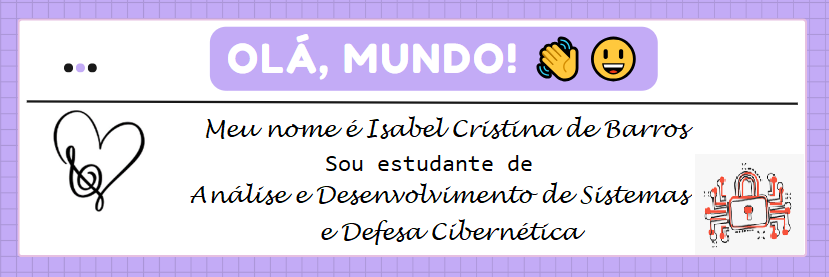 OLÁ, MUNDO! 👋😃
Meu nome é Isabel Cristina de Barros
Sou estudante de
Análise e Desenvolvimento de Sistemas
e Defesa Cibernética